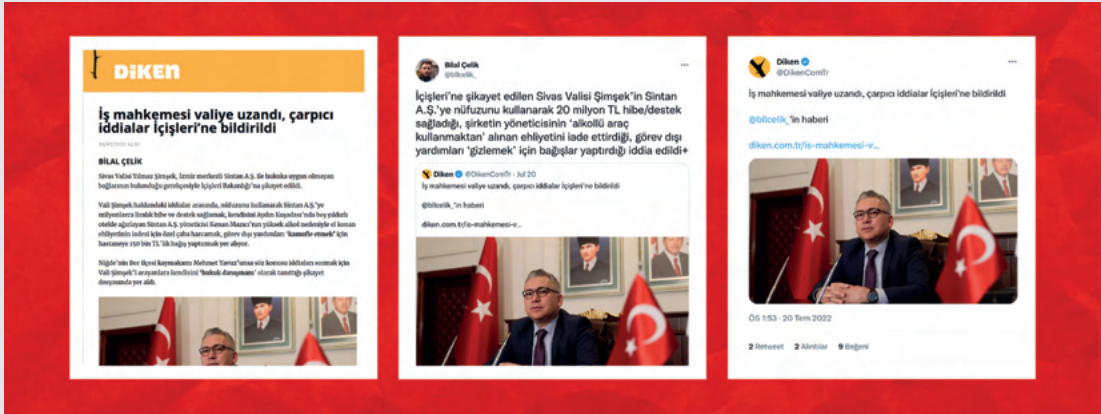 DİKEN
İş mahkemesi valiye uzandı, çarpıcı
iddialar İçişleri'ne bildirildi
BİLAL ÇELİK
Sivas Valisi Yılmaz Şimşek, İzmir merkezli Sintan A.Ş. ile hukuka uygun olmayan
bağlarının bulunduğu gerekçesiyle İçişleri Bakanlığı'na şikayet edildi.
Vali Şimşek hakkındaki iddialar arasında, nüfuzunu kullanarak Sintan A.Ş.'ye
milyonlarca liralık hibe ve destek sağlamak, kendisini Aydın Kuşadası'nda beş yıldızlı
otelde ağırlayan Sintan A.Ş. yöneticisi Kenan Mazıcı'nın yüksek alkol nedeniyle el konan
ehliyetinin iadesi için özel çaba harcamak, görev dışı yardımları 'kamufle etmek' için
hastaneye 150 bin TL'lik bağış yaptırmak yer alıyor.
Niğde'nin Bor ilçesi kaymakamı Mehmet Yavuz'unsa söz konusu iddiaları sormak için
Vali Şimşek'i arayanlara kendisini 'hukuk danışmanı' olarak tanıttığı şikayet
dosyasında yer aldı.
Bilal Çelik
@bilcelik_
İçişleri'ne şikayet edilen Sivas Valisi Şimşek'in Sintan
A.Ş.'ye nüfuzunu kullanarak 20 milyon TL hibe/destek
sağladığı, şirketin yöneticisinin 'alkollü araç
kullanmaktan' alınan ehliyetini iade ettirdiği, görev dışı
yardımları 'gizlemek' için bağışlar yaptırdığı iddia edildi+
Diken @DikenComTr · Jul 20
İş mahkemesi valiye uzandı, çarpıcı iddialar İçişleri'ne bildirildi
@bilcelik_'in haberi
diken.com.tr/is-mahkemesi-v...
Diken
@DikenComTr
İş mahkemesi valiye uzandı, çarpıcı iddialar İçişleri'ne bildirildi
@bilcelik_'in haberi
diken.com.tr/is-mahkemesi-v...
ÖS 1:53 · 20 Tem 2022
2 Retweet 2 Alıntılar 9 Beğeni